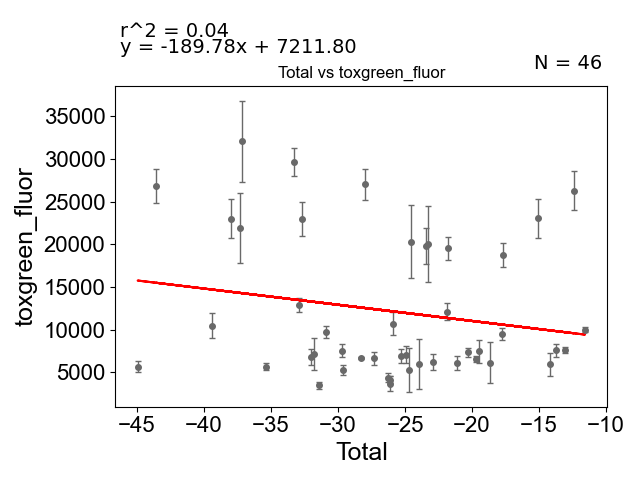 r^2 = 0.04
y = -189.78x + 7211.80
N = 46
Total vs toxgreen_fluor
toxgreen_fluor
35000
30000
25000
20000
15000
10000
5000
−45 −40 −35 −30 −25 −20 −15 −10
Total